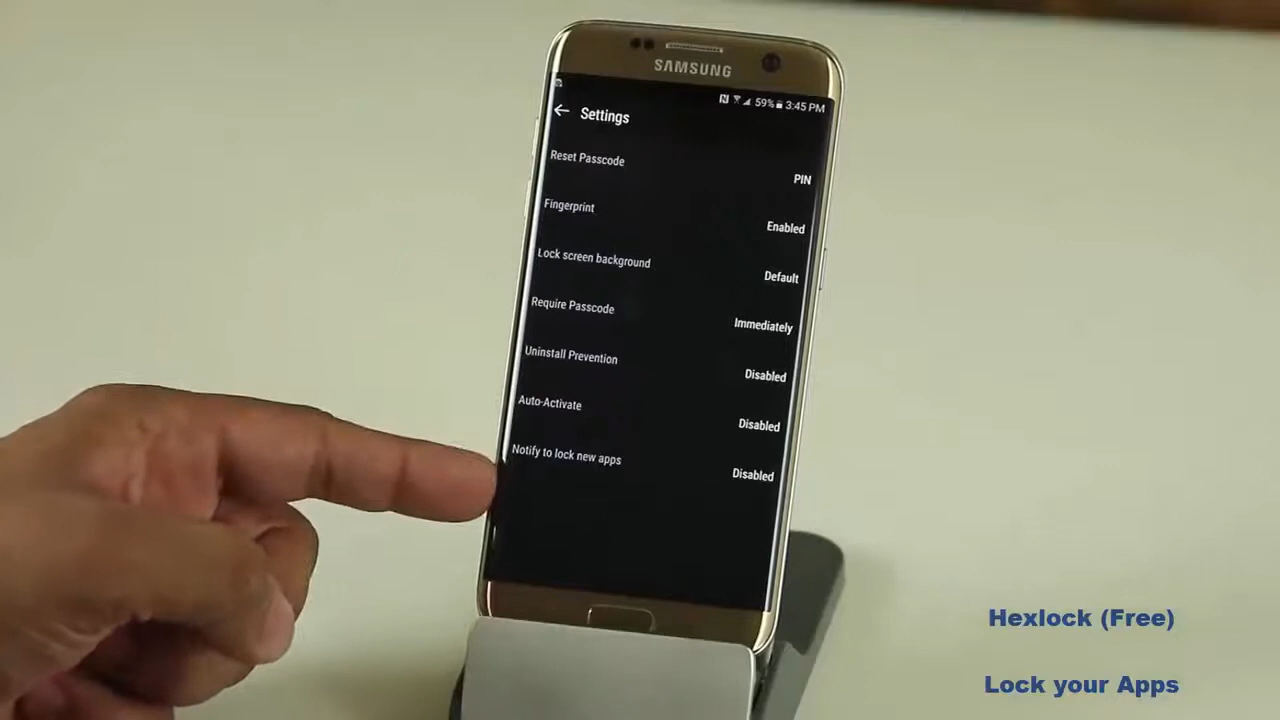 SAMSUNG
59% 3:45 PM
Settings
Reset Passcode
PIN
Fingerprint
Enabled
Lock screen background
Default
Require Passcode
Immediately
Uninstall Prevention
Disabled
Auto-Activate
Disabled
Notify to lock new apps
Disabled
Hexlock (Free)
Lock your Apps